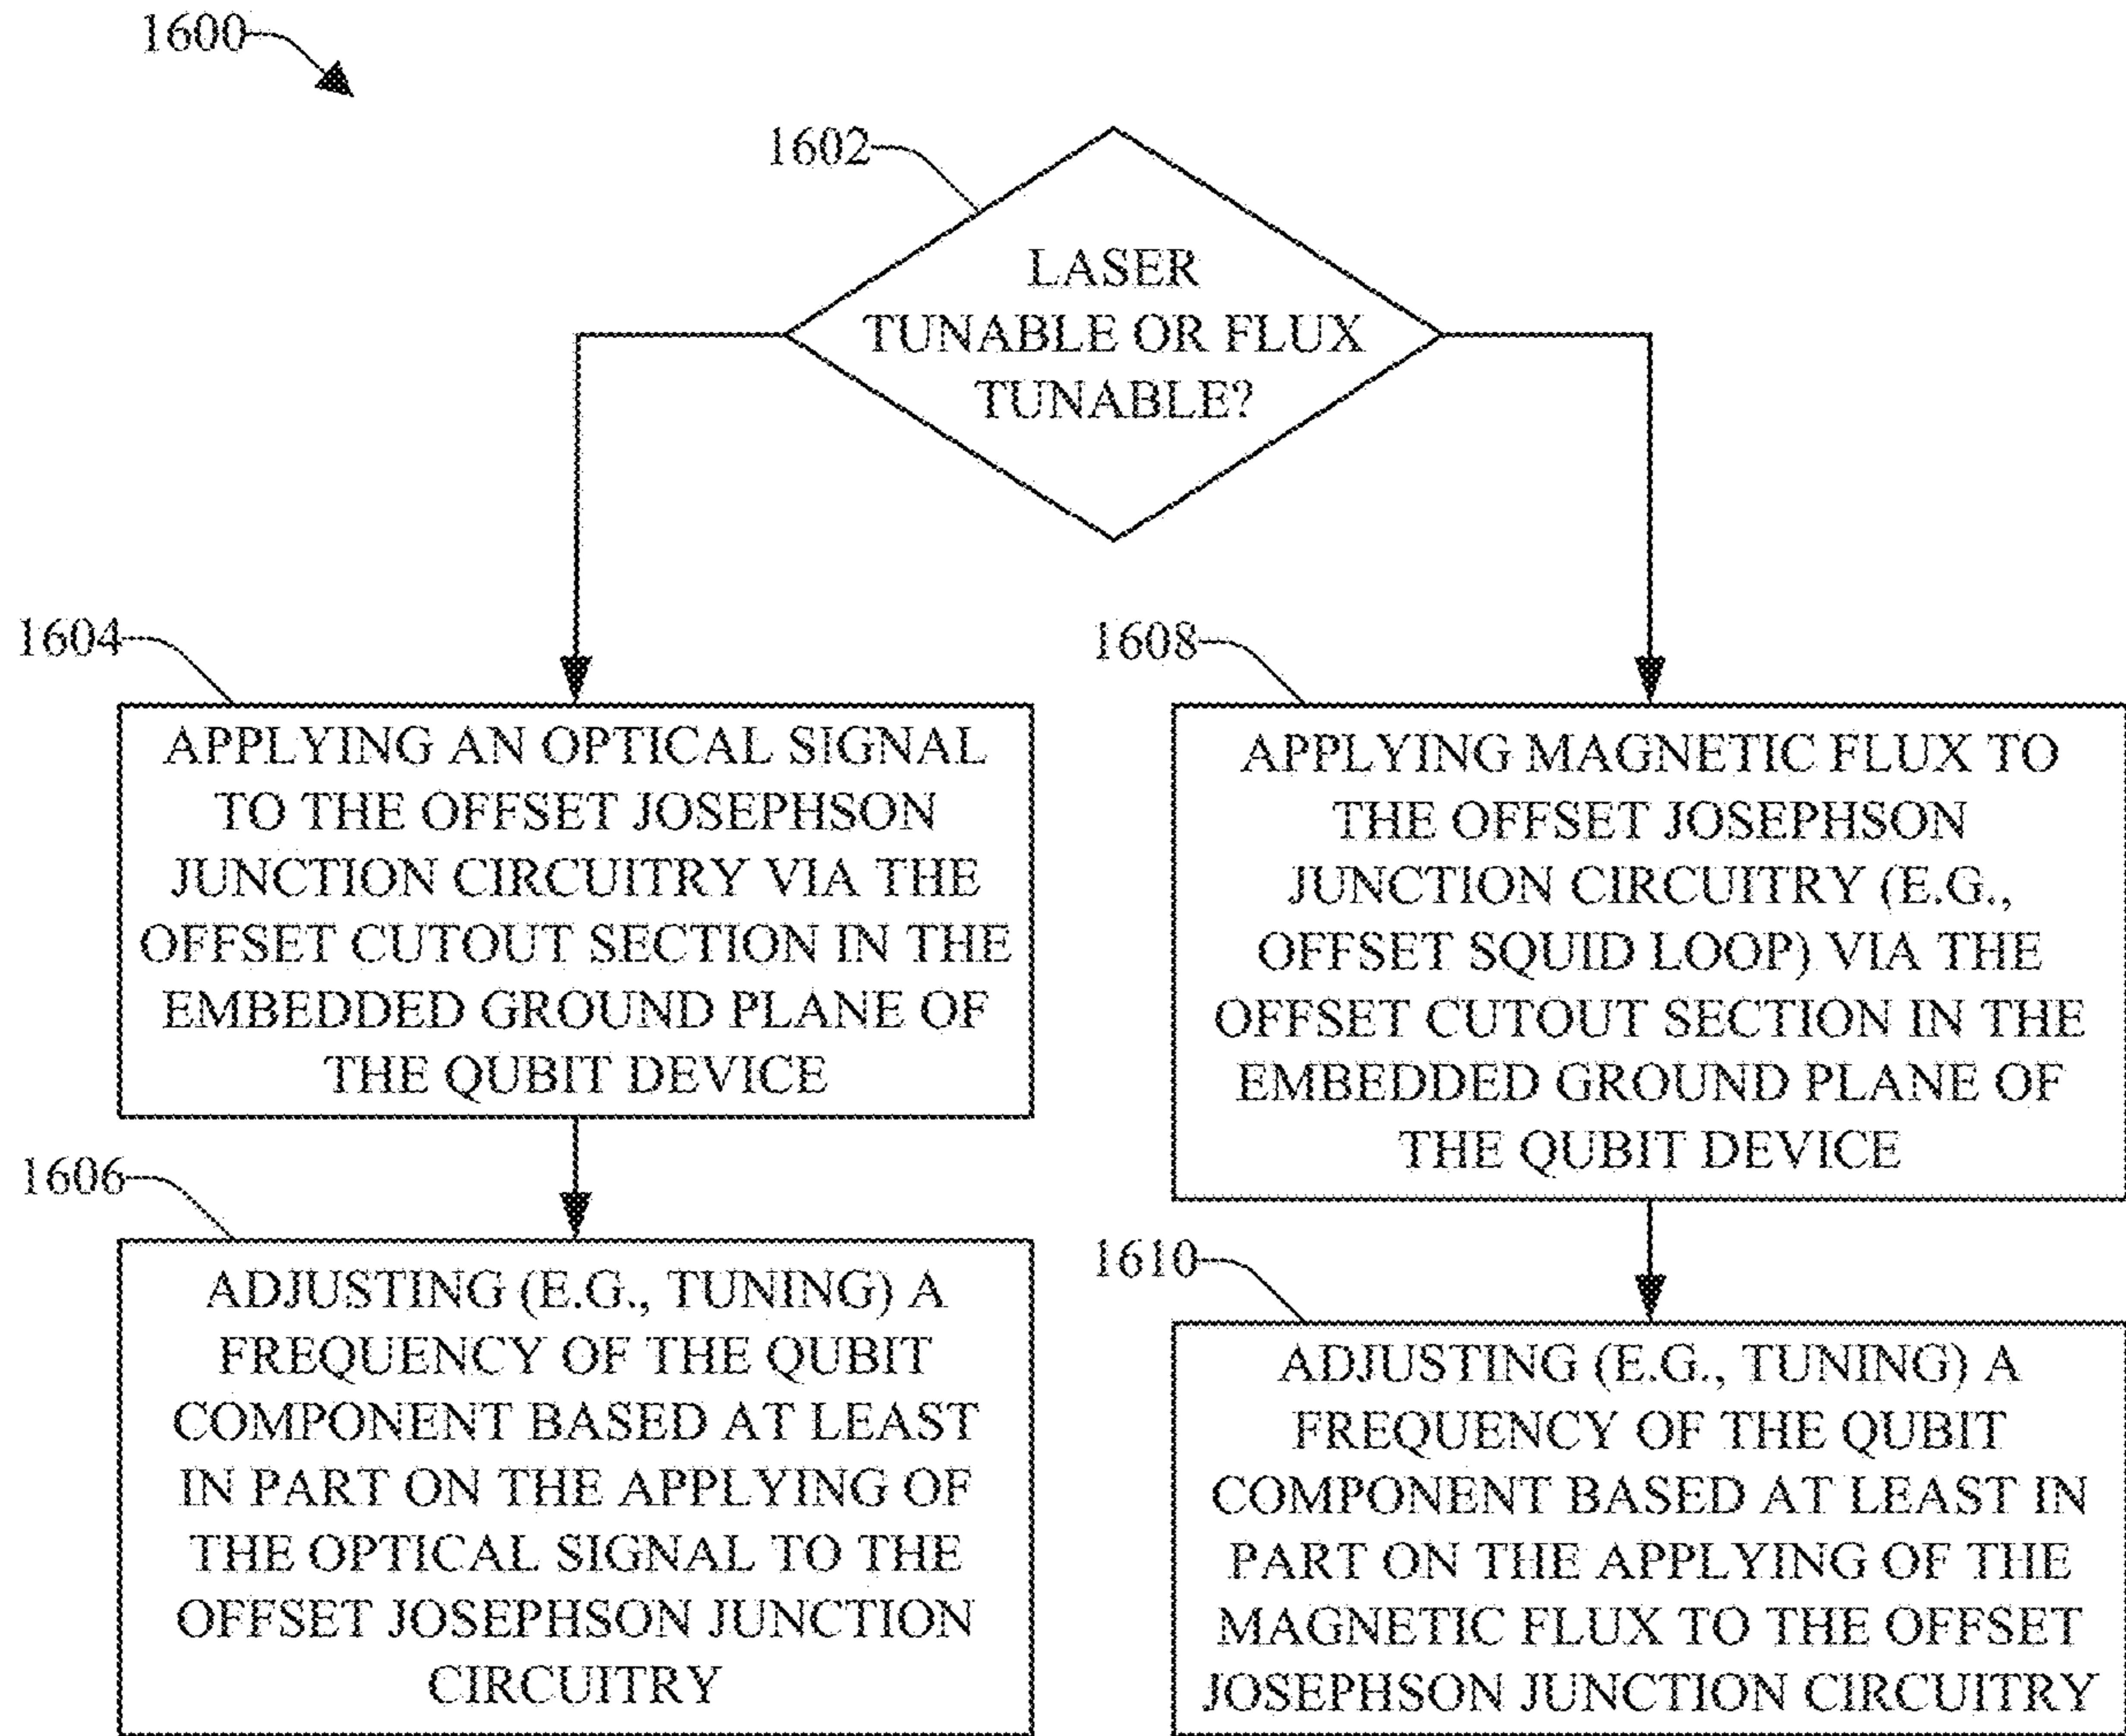 1600
1602
LASER
TUNABLE OR FLUX
TUNABLE?
1604
APPLYING AN OPTICAL SIGNAL
TO THE OFFSET JOSEPHSON
JUNCTION CIRCUITRY VIA THE
OFFSET CUTOUT SECTION IN THE
EMBEDDED GROUND PLANE OF
THE QUBIT DEVICE
1606
ADJUSTING (E.G., TUNING) A
FREQUENCY OF THE QUBIT
COMPONENT BASED AT LEAST
IN PART ON THE APPLYING OF
THE OPTICAL SIGNAL TO THE
OFFSET JOSEPHSON JUNCTION
CIRCUITRY
1608
APPLYING MAGNETIC FLUX TO
THE OFFSET JOSEPHSON
JUNCTION CIRCUITRY (E.G.,
OFFSET SQUID LOOP) VIA THE
OFFSET CUTOUT SECTION IN THE
EMBEDDED GROUND PLANE OF
THE QUBIT DEVICE
1610
ADJUSTING (E.G., TUNING) A
FREQUENCY OF THE QUBIT
COMPONENT BASED AT LEAST IN
PART ON THE APPLYING OF THE
MAGNETIC FLUX TO THE OFFSET
JOSEPHSON JUNCTION CIRCUITRY